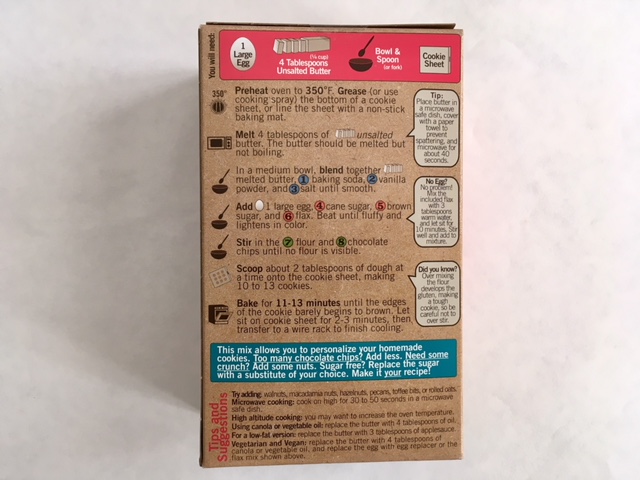 You will need:
1
Large
Egg
(¼ cup)
4 Tablespoons
Unsalted Butter
Bowl &
Spoon
(or fork)
Cookie
Sheet
350°
Preheat oven to 350°F. Grease (or use
cooking spray) the bottom of a cookie
sheet, or line the sheet with a non-stick
baking mat.
Tip:
Place butter in
a microwave
safe dish, cover
with a paper
towel to
prevent
spattering,
and
microwave for
about 40
seconds.
Melt 4 tablespoons of unsalted
butter. The butter should be melted but
not boiling.
In a medium bowl, blend together
melted butter, 1 baking soda, 2 vanilla
powder, and 3 salt until smooth.
No Egg?
No problem!
Mix the
included flax
with 3
tablespoons
warm water,
and let sit for
10 minutes. Stir
well and add to
mixture.
Add 1 large egg, 4 cane sugar, 5 brown
sugar, and 6 flax. Beat until fluffy and
lightens in color.
Stir in the 7 flour and 8 chocolate
chips until no flour is visible.
Scoop about 2 tablespoons of dough at
a time onto the cookie sheet, making
10 to 13 cookies.
Did you know?
Over mixing
the flour
develops the
gluten, making
a tough
cookie, so be
careful not to
over stir.
Bake for 11-13 minutes until the edges
of the cookie barely begins to brown. Let
sit on cookie sheet for 2-3 minutes, then
transfer to a wire rack to finish cooling.
This mix allows you to personalize your homemade
cookies. Too many chocolate chips? Add less. Need some
crunch? Add some nuts. Sugar free? Replace the sugar
with a substitute of your choice. Make it your recipe!
Tips and
Suggestions
Try adding: walnuts, macadamia nuts, hazelnuts, pecans, toffee bits, or rolled oats.
Microwave cooking: cook on high for 30 to 50 seconds in a microwave
safe dish.
High altitude cooking: you may want to increase the oven temperature.
Using canola or vegetable oil: replace the butter with 4 tablespoons of oil.
For a low-fat version: replace the butter with 3 tablespoons of applesauce.
Vegetarian and Vegan: replace the butter with 4 tablespoons of
canola or vegetable oil, and replace the egg with egg replacer or the
flax mix shown above.